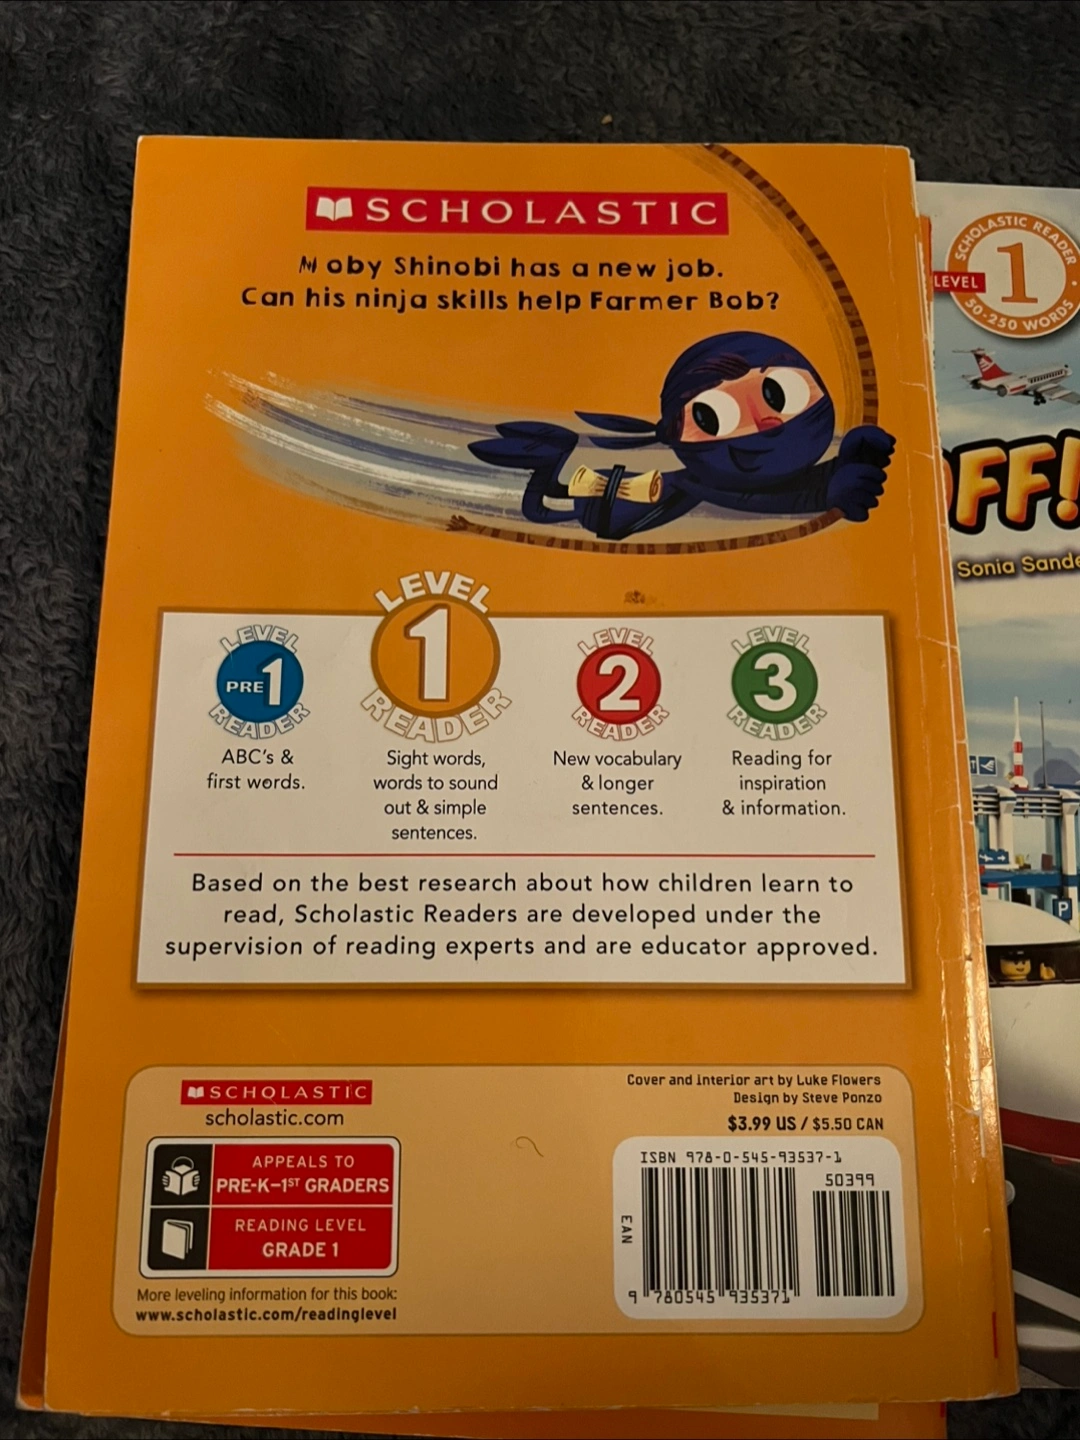 SCHOLASTIC
Moby Shinobi has a new job.
Can his ninja skills help Farmer Bob?
LEVEL
PRE 1
READER
ABC's &
first words.
LEVEL
1
READER
Sight words,
words to sound
out & simple
sentences.
LEVEL
2
READER
New vocabulary
& longer
sentences.
LEVEL
3
READER
Reading for
inspiration
& information.
Based on the best research about how children learn to
read, Scholastic Readers are developed under the
supervision of reading experts and are educator approved.
SCHOLASTIC
scholastic.com
APPEALS TO
PRE-K–1ST GRADERS
READING LEVEL
GRADE 1
More leveling information for this book:
www.scholastic.com/readinglevel
Cover and interior art by Luke Flowers
Design by Steve Ponzo
$3.99 US / $5.50 CAN
ISBN 978-0-545-93537-1
50399
EAN
9 780545 935371
SCHOLASTIC READER
LEVEL 1
50-250 WORDS
OFF!
Sonia Sande
P